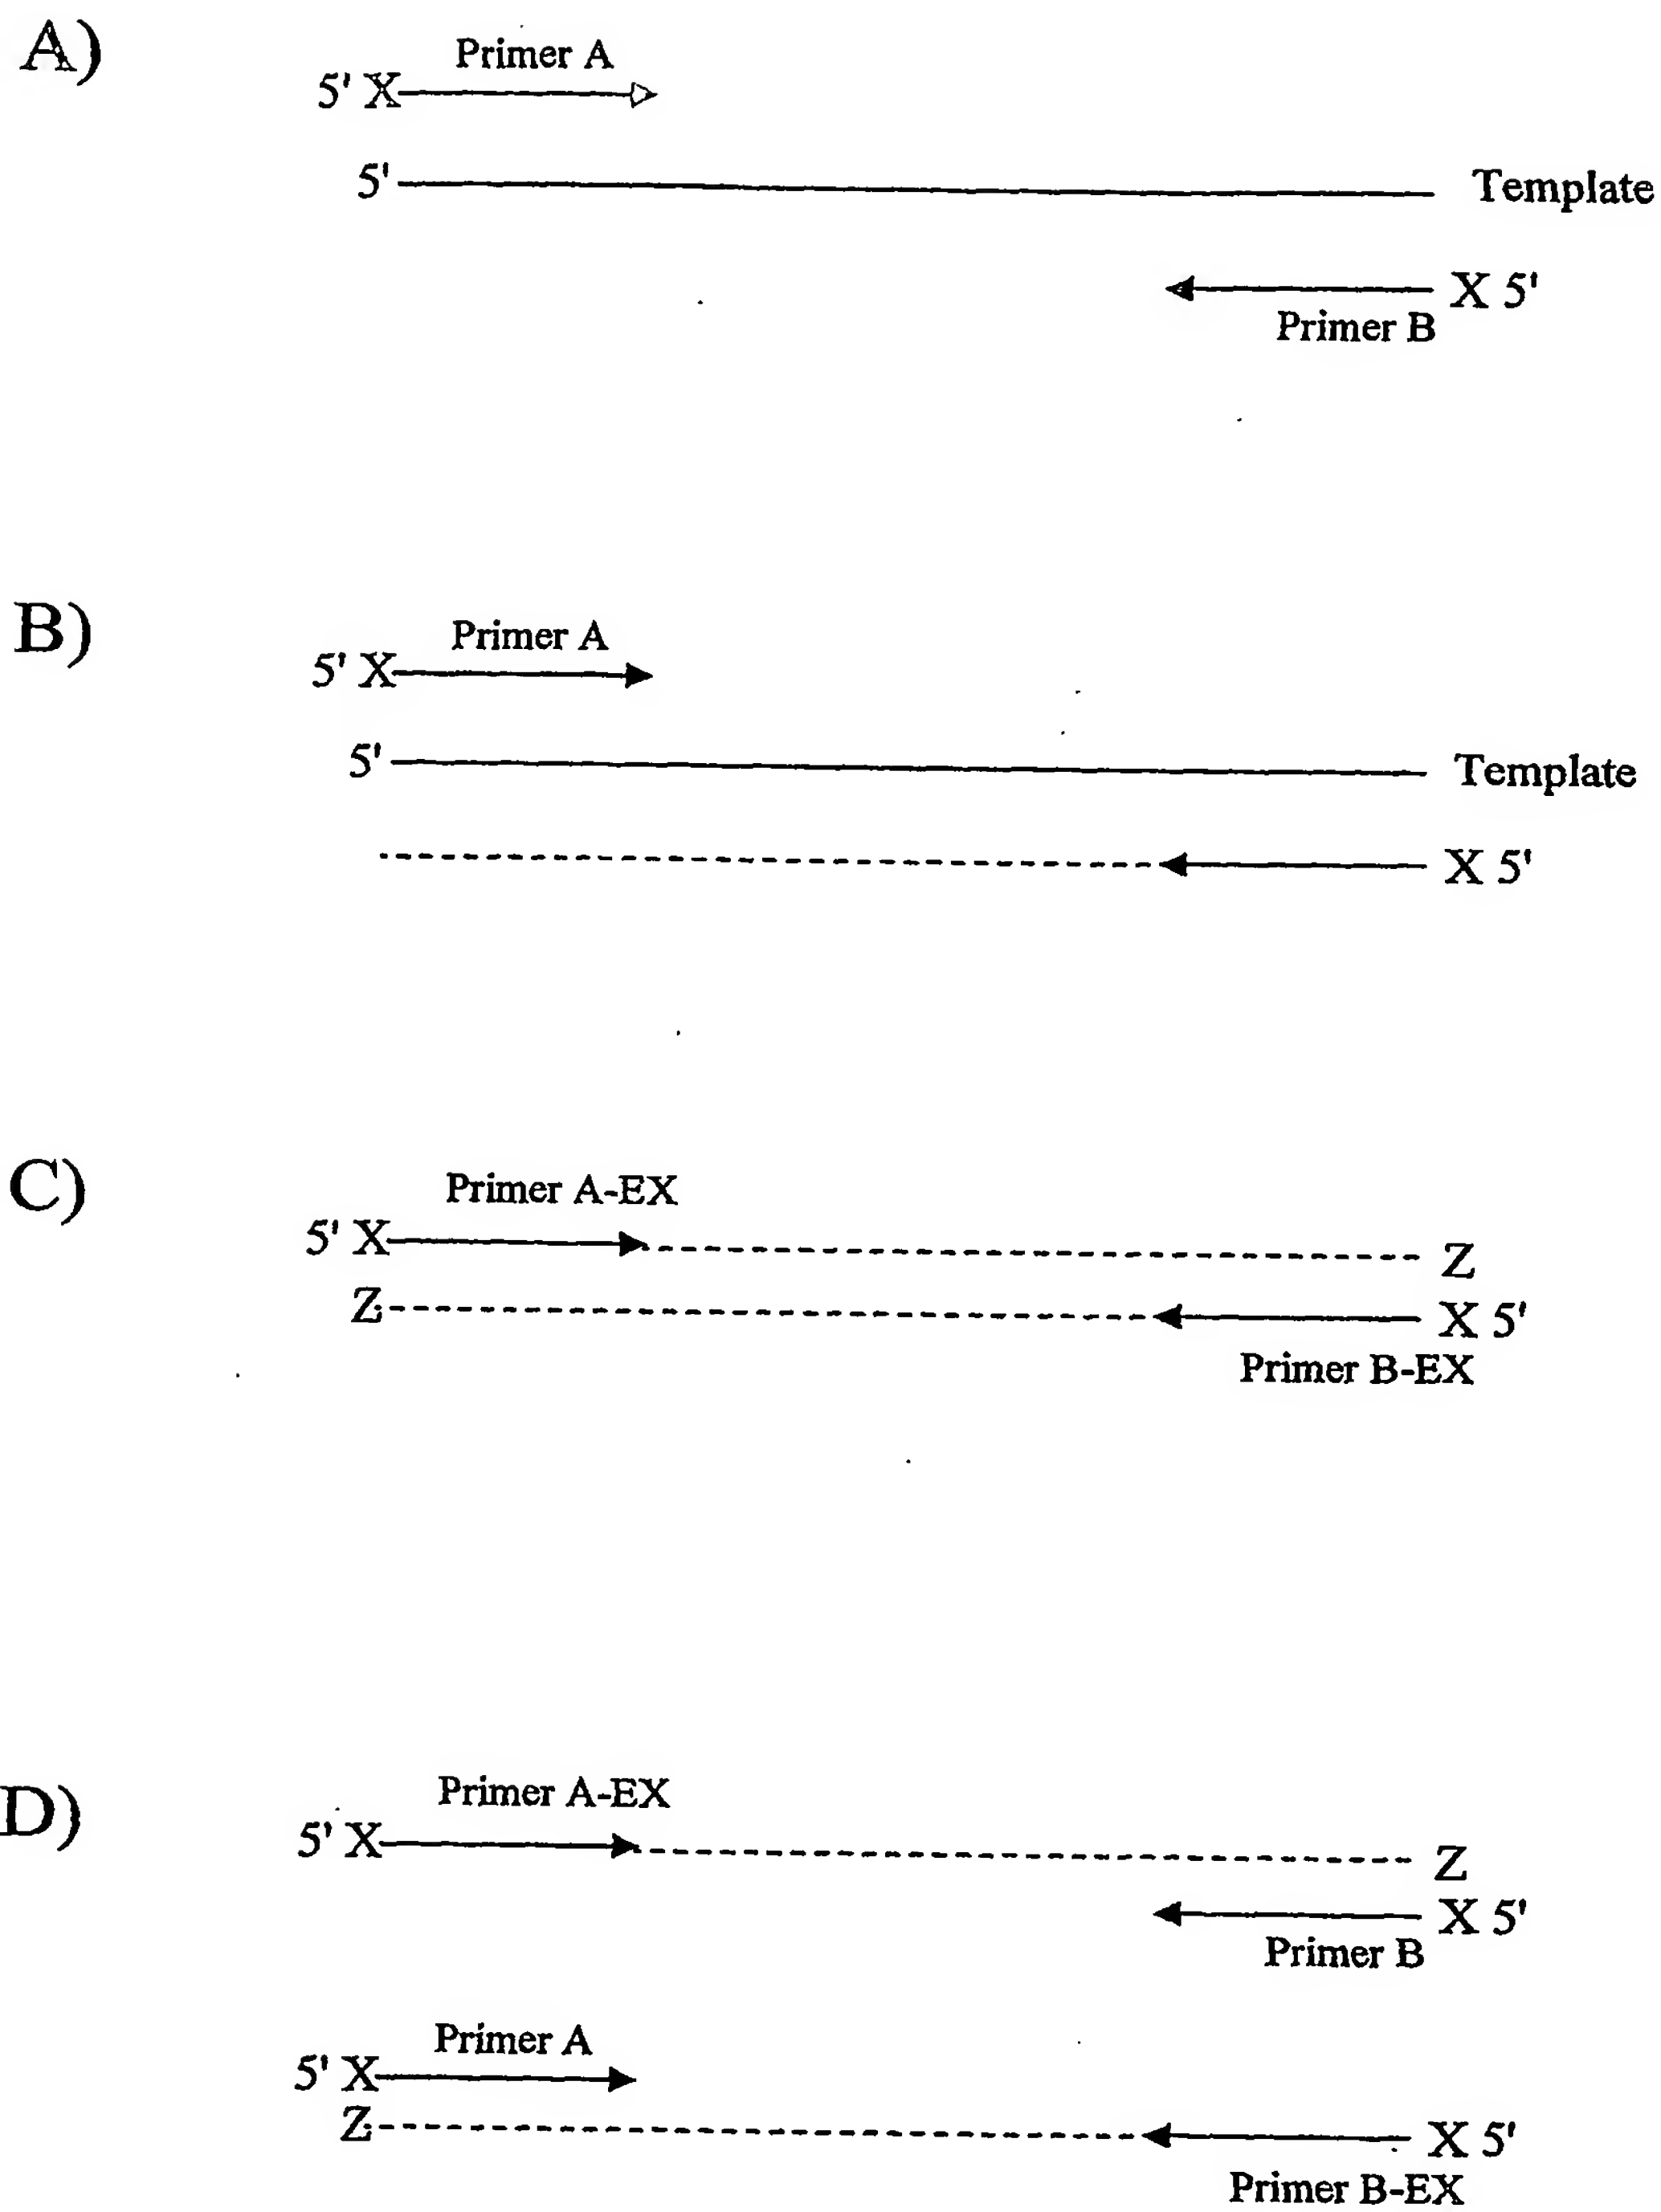 A)
Primer A
5' X
5'
Template
X 5'
Primer B
B)
Primer A
5' X
5'
Template
X 5'
C)
Primer A-EX
5' X
Z
Z
X 5'
Primer B-EX
D)
Primer A-EX
5' X
Z
X 5'
Primer B
Primer A
5' X
Z
X 5'
Primer B-EX